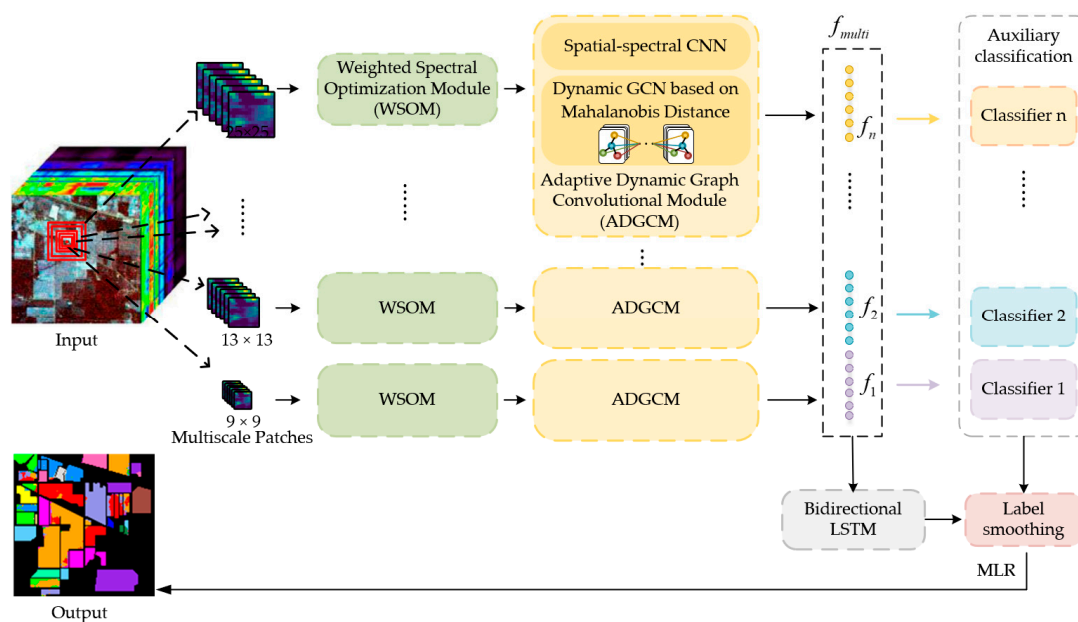 Weighted Spectral
Optimization Module
(WSOM)
Spatial-spectral CNN
Dynamic GCN based on
Mahalanobis Distance
Adaptive Dynamic Graph
Convolutional Module
(ADGCM)
f_multi
f_n
Auxiliary
classification
Classifier n
Input
13 × 13
WSOM
ADGCM
f_2
Classifier 2
9 × 9
Multiscale Patches
WSOM
ADGCM
f_1
Classifier 1
Bidirectional
LSTM
Label
smoothing
MLR
Output